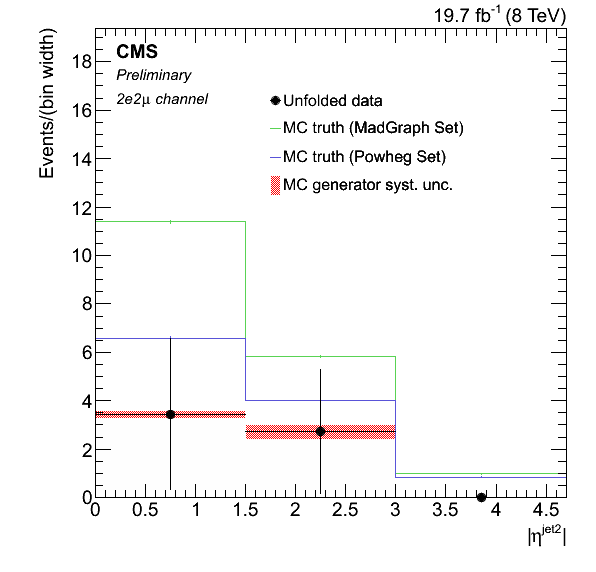 19.7 fb⁻¹ (8 TeV)
Events/(bin width)
CMS
Preliminary
2e2μ channel
Unfolded data
MC truth (MadGraph Set)
MC truth (Powheg Set)
MC generator syst. unc.
18
16
14
12
10
8
6
4
2
0
0 0.5 1 1.5 2 2.5 3 3.5 4 4.5
|η^jet2|